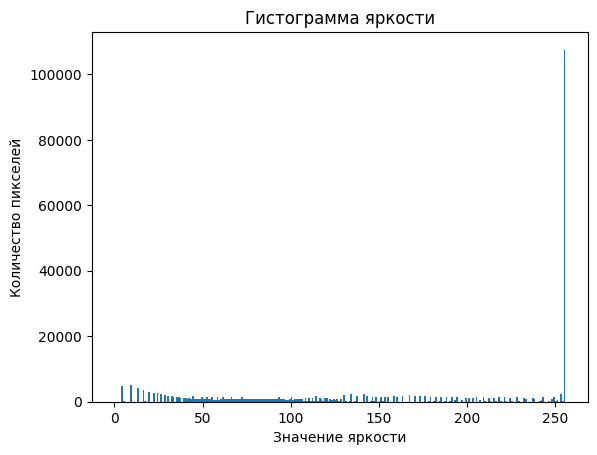 Гистограмма яркости
Количество пикселей
100000
80000
60000
40000
20000
0
0 50 100 150 200 250
Значение яркости